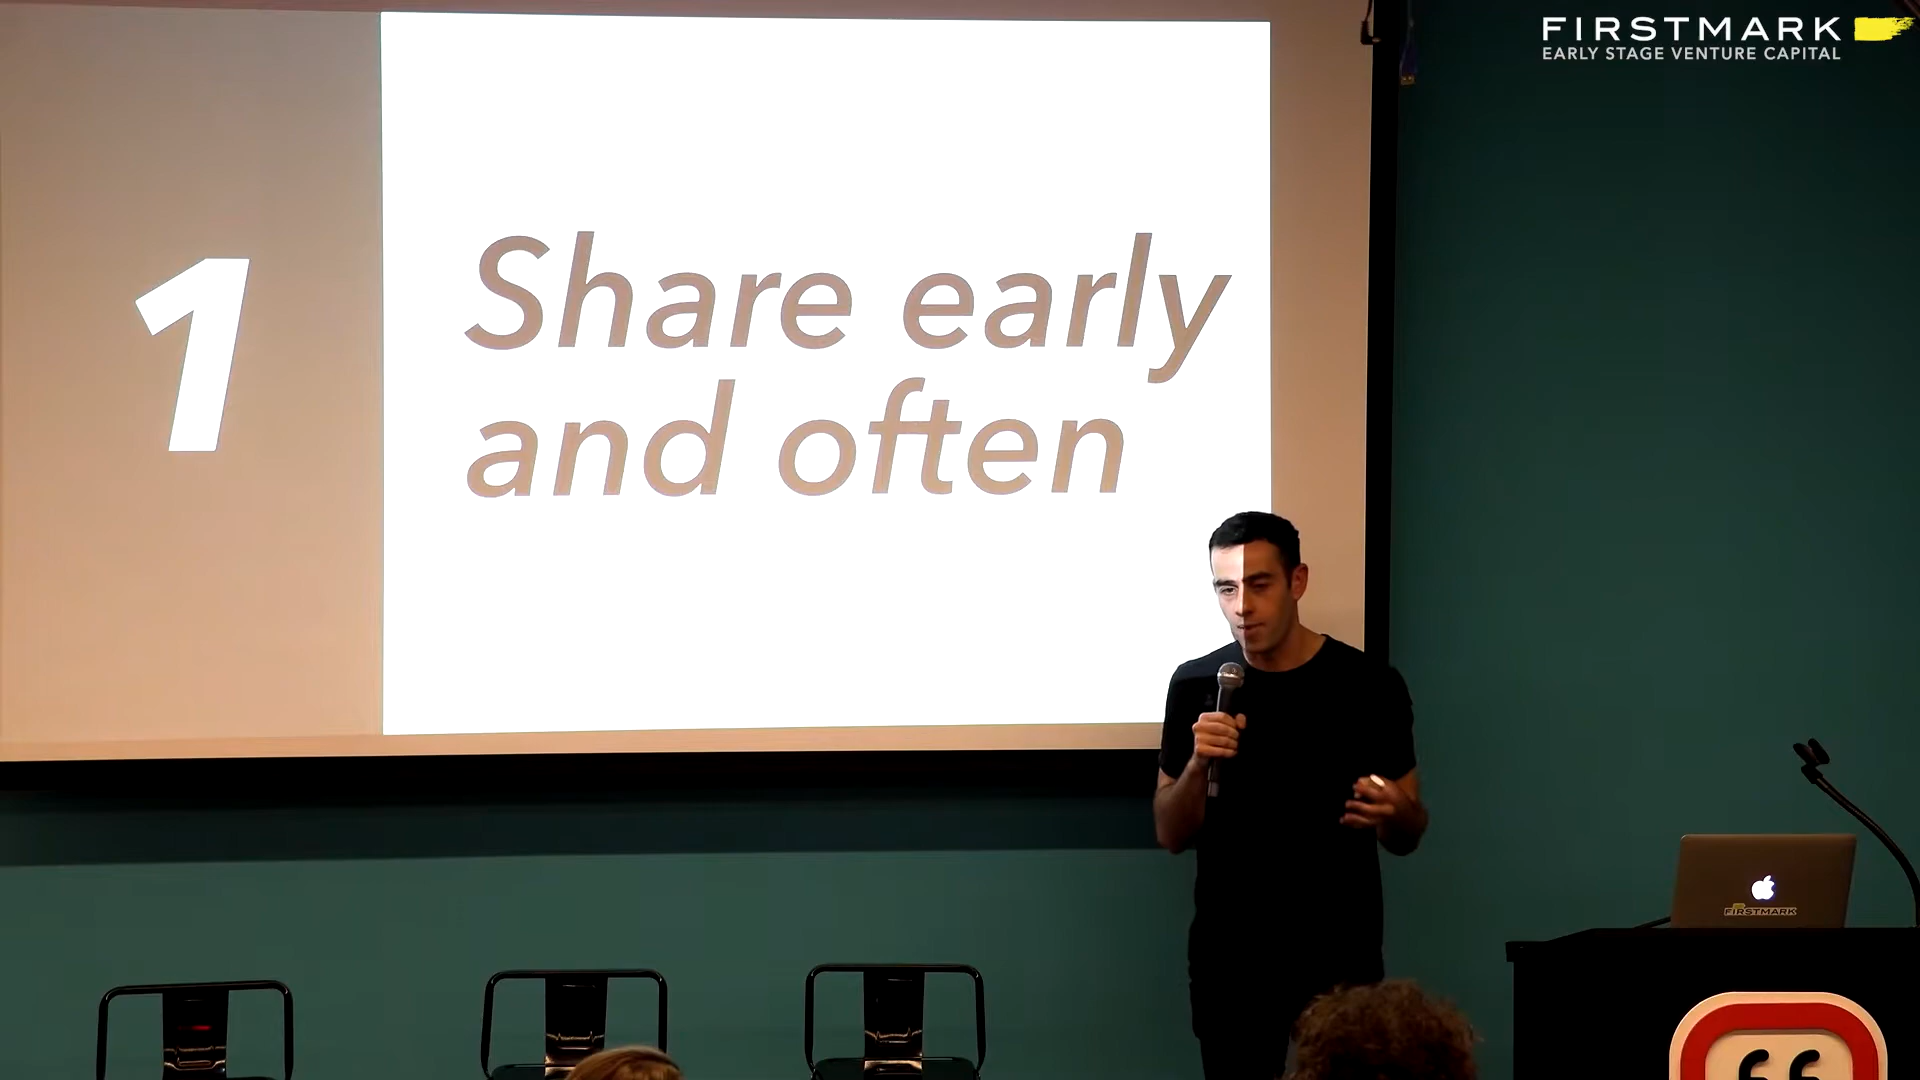 FIRSTMARK
EARLY STAGE VENTURE CAPITAL
1
Share early
and often
FIRSTMARK